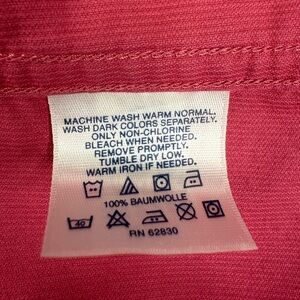 MACHINE WASH WARM NORMAL.
WASH DARK COLORS SEPARATELY.
ONLY NON-CHLORINE
BLEACH WHEN NEEDED.
REMOVE PROMPTLY.
TUMBLE DRY LOW.
WARM IRON IF NEEDED.
100% BAUMWOLLE
40
RN 62830